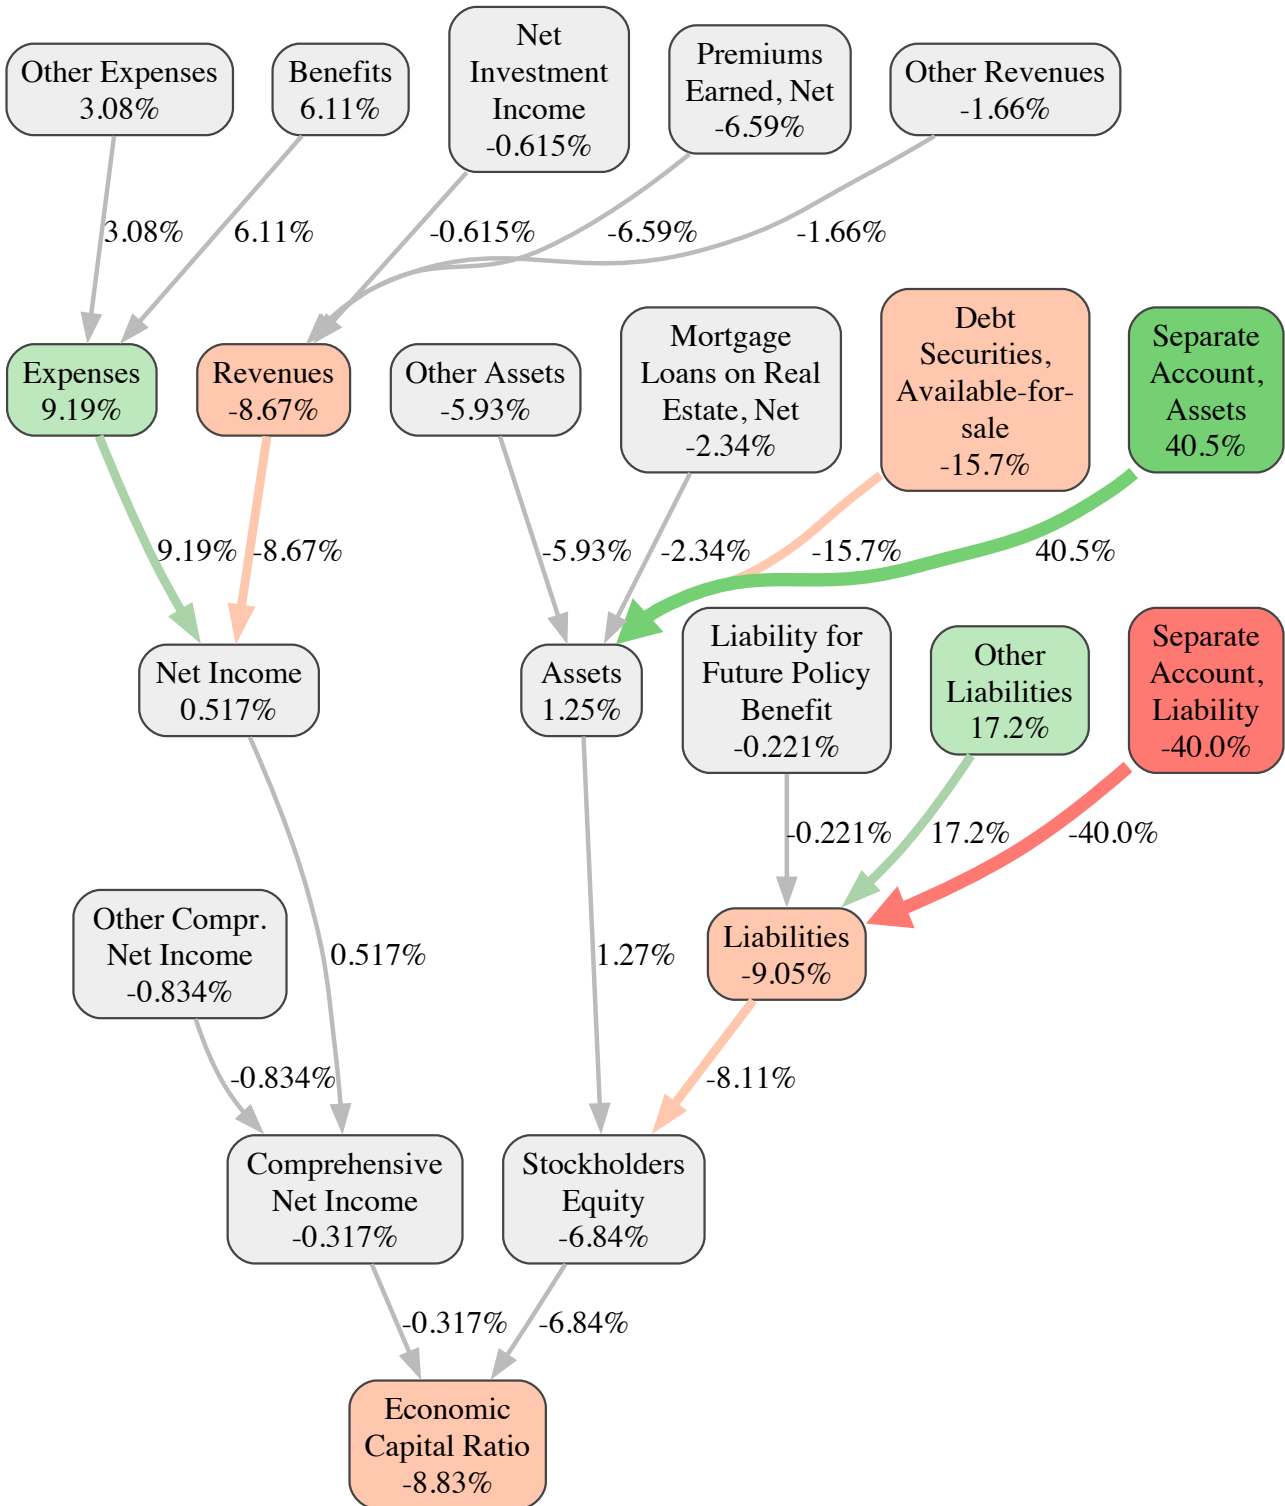 Other Expenses
3.08%
Benefits
6.11%
Net
Investment
Income
-0.615%
Premiums
Earned, Net
-6.59%
Other Revenues
-1.66%
3.08%
6.11%
-0.615%
-6.59%
-1.66%
Expenses
9.19%
Revenues
-8.67%
Other Assets
-5.93%
Mortgage
Loans on Real
Estate, Net
-2.34%
Debt
Securities,
Available-for-
sale
-15.7%
Separate
Account,
Assets
40.5%
9.19%
-8.67%
-5.93%
-2.34%
-15.7%
40.5%
Net Income
0.517%
Assets
1.25%
Liability for
Future Policy
Benefit
-0.221%
Other
Liabilities
17.2%
Separate
Account,
Liability
-40.0%
-0.221%
17.2%
-40.0%
Other Compr.
Net Income
-0.834%
0.517%
1.27%
Liabilities
-9.05%
-0.834%
-8.11%
Comprehensive
Net Income
-0.317%
Stockholders
Equity
-6.84%
-0.317%
-6.84%
Economic
Capital Ratio
-8.83%